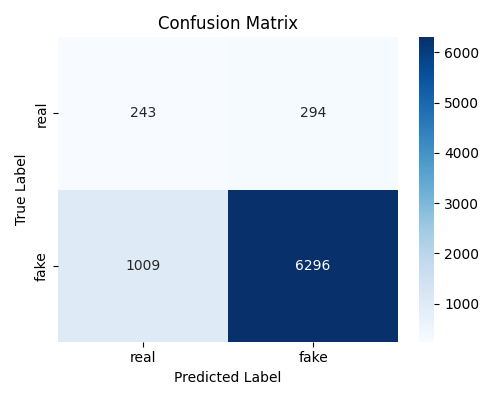 Confusion Matrix
True Label
real
243
294
fake
1009
6296
real
fake
Predicted Label
6000
5000
4000
3000
2000
1000